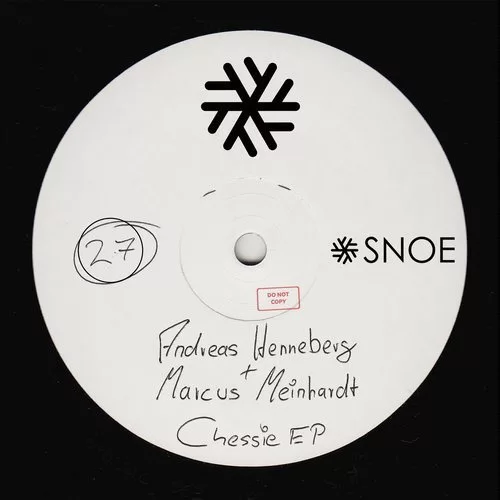 27
SNOE
DO NOT
COPY
Andreas Henneberg
+
Marcus Meinhardt
Chessie EP